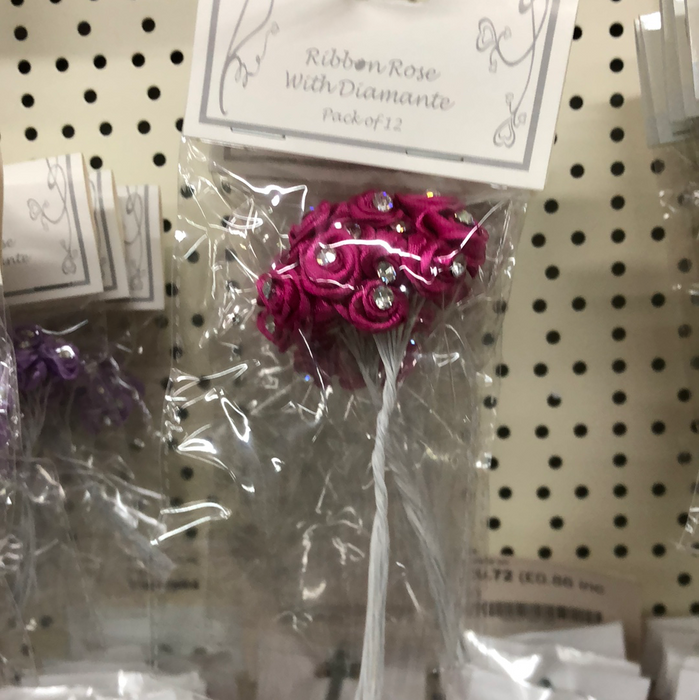 Ribbon Rose
With Diamante
Pack of 12